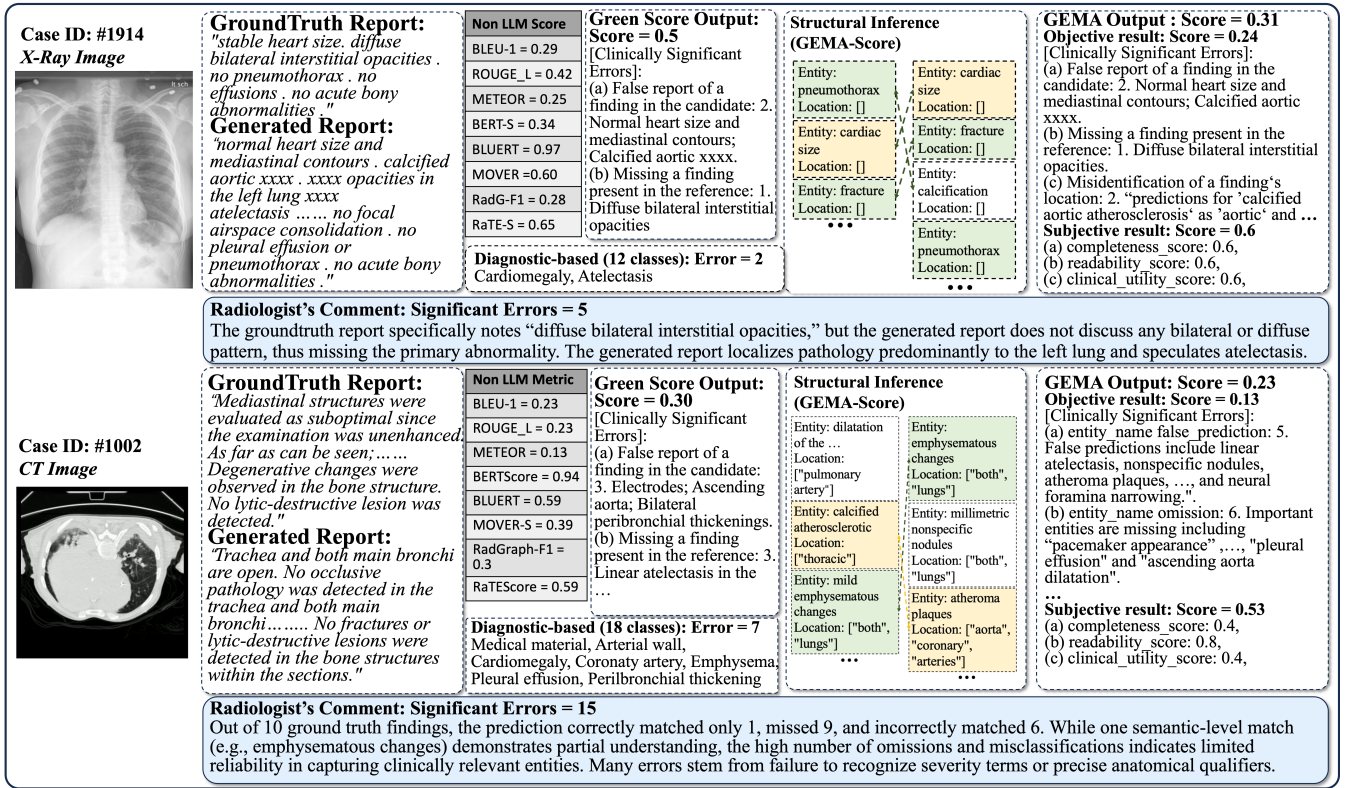 Case ID: #1914
X-Ray Image
GroundTruth Report:
"stable heart size. diffuse
bilateral interstitial opacities .
no pneumothorax . no
effusions . no acute bony
abnormalities ."
Generated Report:
"normal heart size and
mediastinal contours . calcified
aortic xxxx . xxxx opacities in
the left lung xxxx
atelectasis …… no focal
airspace consolidation . no
pleural effusion or
pneumothorax . no acute bony
abnormalities ."
Non LLM Score
BLEU-1 = 0.29
ROUGE_L = 0.42
METEOR = 0.25
BERT-S = 0.34
BLUERT = 0.97
MOVER =0.60
RadG-F1 = 0.28
RaTE-S = 0.65
Green Score Output:
Score = 0.5
[Clinically Significant
Errors]:
(a) False report of a
finding in the candidate: 2.
Normal heart size and
mediastinal contours;
Calcified aortic xxxx.
(b) Missing a finding
present in the reference: 1.
Diffuse bilateral interstitial
opacities
Diagnostic-based (12 classes): Error = 2
Cardiomegaly, Atelectasis
Structural Inference
(GEMA-Score)
Entity:
pneumothorax
Location: []
Entity: cardiac
size
Location: []
Entity: fracture
Location: []
•••
Entity: cardiac
size
Location: []
Entity: fracture
Location: []
Entity:
calcification
Location: []
Entity:
pneumothorax
Location: []
•••
GEMA Output : Score = 0.31
Objective result: Score = 0.24
[Clinically Significant Errors]:
(a) False report of a finding in the
candidate: 2. Normal heart size and
mediastinal contours; Calcified aortic
xxxx.
(b) Missing a finding present in the
reference: 1. Diffuse bilateral interstitial
opacities.
(c) Misidentification of a finding‘s
location: 2. “predictions for ’calcified
aortic atherosclerosis‘ as ’aortic‘ and …
Subjective result: Score = 0.6
(a) completeness_score: 0.6,
(b) readability_score: 0.6,
(c) clinical_utility_score: 0.6,
Radiologist’s Comment: Significant Errors = 5
The groundtruth report specifically notes “diffuse bilateral interstitial opacities,” but the generated report does not discuss any bilateral or diffuse
pattern, thus missing the primary abnormality. The generated report localizes pathology predominantly to the left lung and speculates atelectasis.
Case ID: #1002
CT Image
GroundTruth Report:
"Mediastinal structures were
evaluated as suboptimal since
the examination was unenhanced.
As far as can be seen;……
Degenerative changes were
observed in the bone structure.
No lytic-destructive lesion was
detected."
Generated Report:
"Trachea and both main bronchi
are open. No occlusive
pathology was detected in the
trachea and both main
bronchi…….. No fractures or
lytic-destructive lesions were
detected in the bone structures
within the sections."
Non LLM Metric
BLEU-1 = 0.23
ROUGE_L = 0.23
METEOR = 0.13
BERTScore = 0.94
BLUERT = 0.59
MOVER-S = 0.39
RadGraph-F1 =
0.3
RaTEScore = 0.59
Green Score Output:
Score = 0.30
[Clinically Significant
Errors]:
(a) False report of a
finding in the candidate:
3. Electrodes; Ascending
aorta; Bilateral
peribronchial thickenings.
(b) Missing a finding
present in the reference: 3.
Linear atelectasis in the
…
Diagnostic-based (18 classes): Error = 7
Medical material, Arterial wall,
Cardiomegaly, Coronaty artery, Emphysema,
Pleural effusion, Perilbronchial thickening
Structural Inference
(GEMA-Score)
Entity: dilatation
of the …
Location:
["pulmonary
artery"]
Entity: calcified
atherosclerotic
Location:
["thoracic"]
Entity: mild
emphysematous
changes
Location: ["both",
"lungs"]
•••
Entity:
emphysematous
changes
Location: ["both",
"lungs"]
Entity: millimetric
nonspecific
nodules
Location: ["both",
"lungs"]
Entity: atheroma
plaques
Location: ["aorta",
"coronary",
"arteries"]
•••
GEMA Output: Score = 0.23
Objective result: Score = 0.13
[Clinically Significant Errors]:
(a) entity_name false_prediction: 5.
False predictions include linear
atelectasis, nonspecific nodules,
atheroma plaques, …, and neural
foramina narrowing.".
(b) entity_name omission: 6. Important
entities are missing including
“pacemaker appearance” ,…, "pleural
effusion" and "ascending aorta
dilatation".
…
Subjective result: Score = 0.53
(a) completeness_score: 0.4,
(b) readability_score: 0.8,
(c) clinical_utility_score: 0.4,
Radiologist’s Comment: Significant Errors = 15
Out of 10 ground truth findings, the prediction correctly matched only 1, missed 9, and incorrectly matched 6. While one semantic-level match
(e.g., emphysematous changes) demonstrates partial understanding, the high number of omissions and misclassifications indicates limited
reliability in capturing clinically relevant entities. Many errors stem from failure to recognize severity terms or precise anatomical qualifiers.